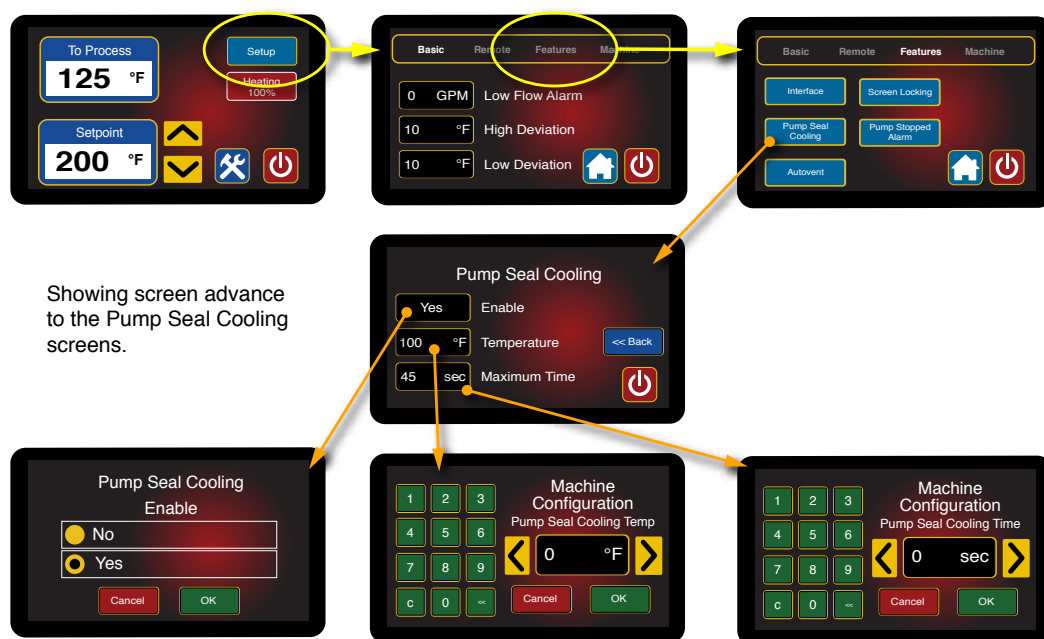 To Process
125 °F
Setup
Heating
100%
Setpoint
200 °F
Basic Remote Features Machine
0 GPM Low Flow Alarm
10 °F High Deviation
10 °F Low Deviation
Basic Remote Features Machine
Interface Screen Locking
Pump Seal
Cooling
Pump Stopped
Alarm
Autovent
Showing screen advance
to the Pump Seal Cooling
screens.
Pump Seal Cooling
Yes Enable
100 °F Temperature
<< Back
45 sec Maximum Time
Pump Seal Cooling
Enable
No
Yes
Cancel OK
1 2 3
4 5 6
7 8 9
c 0 <<
Machine
Configuration
Pump Seal Cooling Temp
0 °F
Cancel OK
1 2 3
4 5 6
7 8 9
c 0 <<
Machine
Configuration
Pump Seal Cooling Time
0 sec
Cancel OK